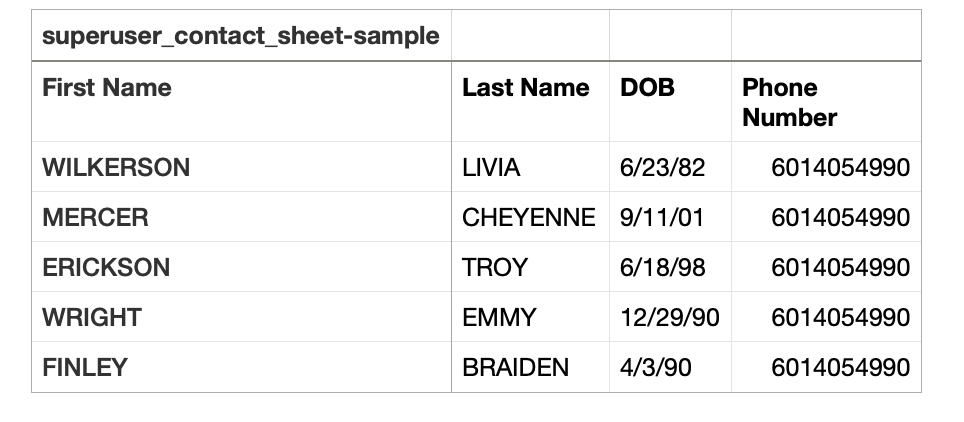 superuser_contact_sheet-sample
First Name Last Name DOB Phone Number
WILKERSON LIVIA 6/23/82 6014054990
MERCER CHEYENNE 9/11/01 6014054990
ERICKSON TROY 6/18/98 6014054990
WRIGHT EMMY 12/29/90 6014054990
FINLEY BRAIDEN 4/3/90 6014054990